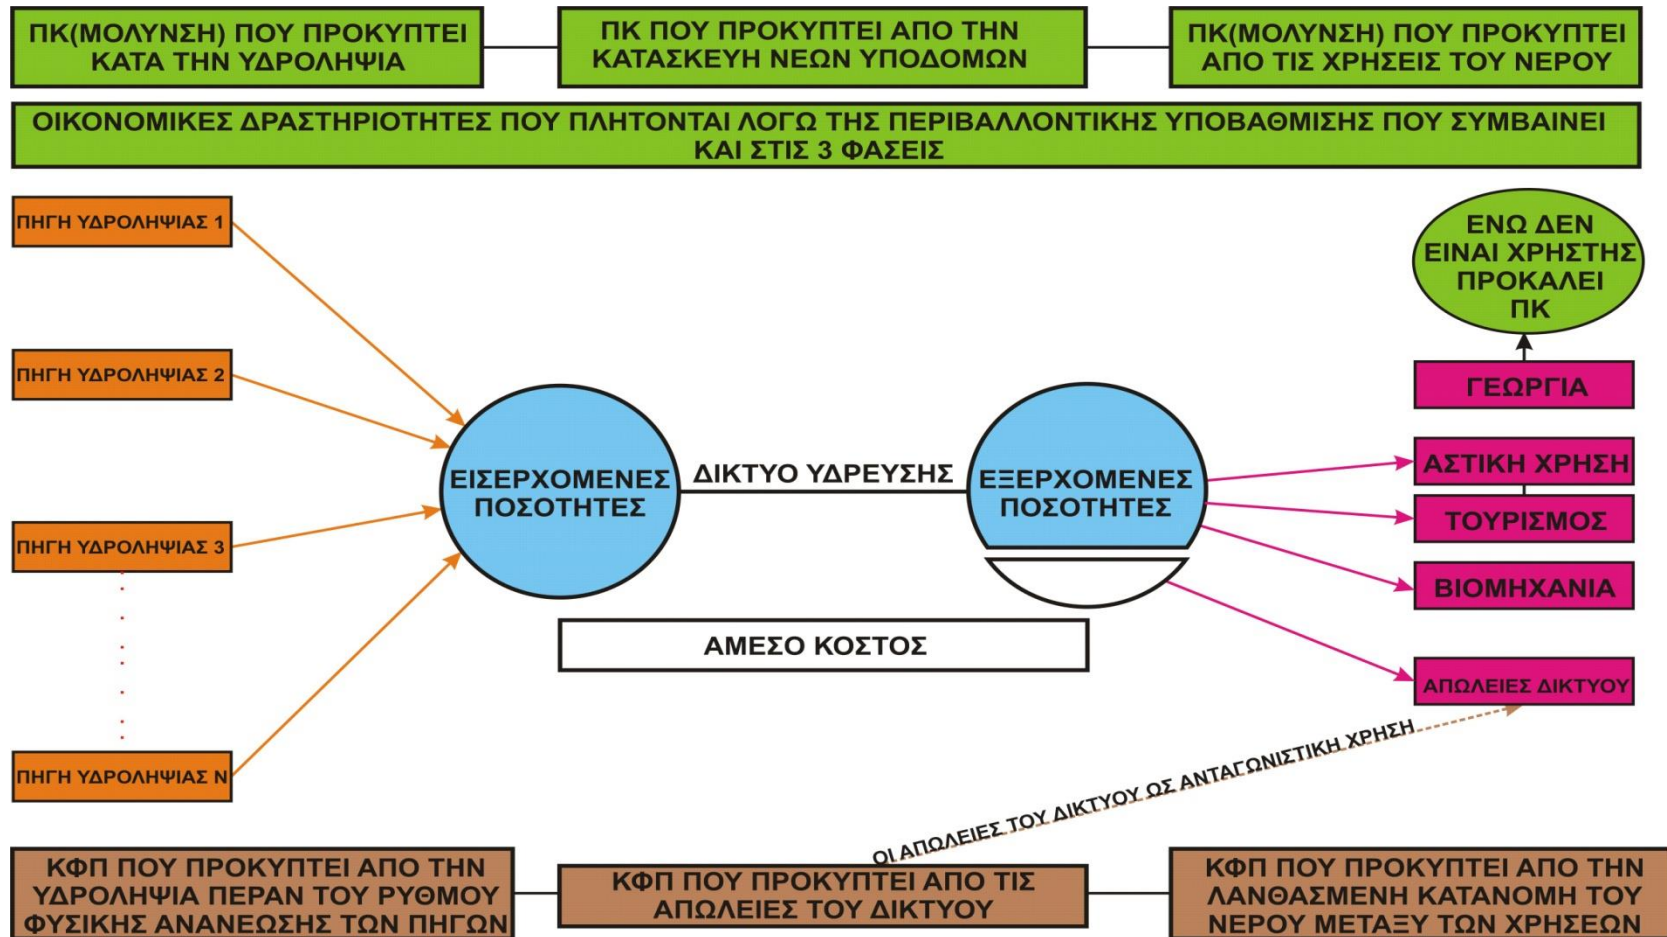 ΠΚ(ΜΟΛΥΝΣΗ) ΠΟΥ ΠΡΟΚΥΠΤΕΙ
ΚΑΤΑ ΤΗΝ ΥΔΡΟΛΗΨΙΑ
ΠΚ ΠΟΥ ΠΡΟΚΥΠΤΕΙ ΑΠΟ ΤΗΝ
ΚΑΤΑΣΚΕΥΗ ΝΕΩΝ ΥΠΟΔΟΜΩΝ
ΠΚ(ΜΟΛΥΝΣΗ) ΠΟΥ ΠΡΟΚΥΠΤΕΙ
ΑΠΟ ΤΙΣ ΧΡΗΣΕΙΣ ΤΟΥ ΝΕΡΟΥ
ΟΙΚΟΝΟΜΙΚΕΣ ΔΡΑΣΤΗΡΙΟΤΗΤΕΣ ΠΟΥ ΠΛΗΤΟΝΤΑΙ ΛΟΓΩ ΤΗΣ ΠΕΡΙΒΑΛΛΟΝΤΙΚΗΣ ΥΠΟΒΑΘΜΙΣΗΣ ΠΟΥ ΣΥΜΒΑΙΝΕΙ
ΚΑΙ ΣΤΙΣ 3 ΦΑΣΕΙΣ
ΠΗΓΗ ΥΔΡΟΛΗΨΙΑΣ 1
ΠΗΓΗ ΥΔΡΟΛΗΨΙΑΣ 2
ΠΗΓΗ ΥΔΡΟΛΗΨΙΑΣ 3
ΠΗΓΗ ΥΔΡΟΛΗΨΙΑΣ Ν
ΕΙΣΕΡΧΟΜΕΝΕΣ
ΠΟΣΟΤΗΤΕΣ
ΔΙΚΤΥΟ ΥΔΡΕΥΣΗΣ
ΕΞΕΡΧΟΜΕΝΕΣ
ΠΟΣΟΤΗΤΕΣ
ΑΜΕΣΟ ΚΟΣΤΟΣ
ΕΝΩ ΔΕΝ
ΕΙΝΑΙ ΧΡΗΣΤΗΣ
ΠΡΟΚΑΛΕΙ
ΠΚ
ΓΕΩΡΓΙΑ
ΑΣΤΙΚΗ ΧΡΗΣΗ
ΤΟΥΡΙΣΜΟΣ
ΒΙΟΜΗΧΑΝΙΑ
ΑΠΩΛΕΙΕΣ ΔΙΚΤΥΟΥ
ΟΙ ΑΠΩΛΕΙΕΣ ΤΟΥ ΔΙΚΤΥΟΥ ΩΣ ΑΝΤΑΓΩΝΙΣΤΙΚΗ ΧΡΗΣΗ
ΚΦΠ ΠΟΥ ΠΡΟΚΥΠΤΕΙ ΑΠΟ ΤΗΝ
ΥΔΡΟΛΗΨΙΑ ΠΕΡΑΝ ΤΟΥ ΡΥΘΜΟΥ
ΦΥΣΙΚΗΣ ΑΝΑΝΕΩΣΗΣ ΤΩΝ ΠΗΓΩΝ
ΚΦΠ ΠΟΥ ΠΡΟΚΥΠΤΕΙ ΑΠΟ ΤΙΣ
ΑΠΩΛΕΙΕΣ ΤΟΥ ΔΙΚΤΥΟΥ
ΚΦΠ ΠΟΥ ΠΡΟΚΥΠΤΕΙ ΑΠΟ ΤΗΝ
ΛΑΝΘΑΣΜΕΝΗ ΚΑΤΑΝΟΜΗ ΤΟΥ
ΝΕΡΟΥ ΜΕΤΑΞΥ ΤΩΝ ΧΡΗΣΕΩΝ